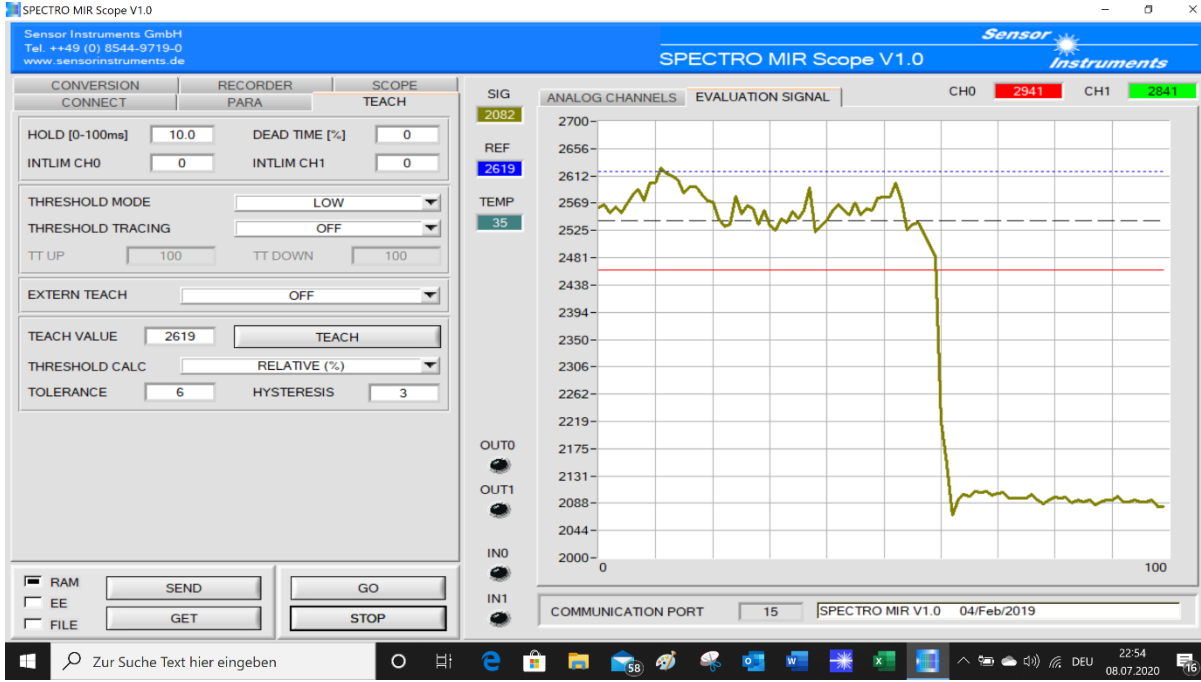 SPECTRO MIR Scope V1.0
Sensor Instruments GmbH
Tel. ++49 (0) 8544-9719-0
www.sensorinstruments.de
SPECTRO MIR Scope V1.0
Sensor
Instruments
CONVERSION RECORDER SCOPE
CONNECT PARA TEACH
HOLD [0-100ms] 10.0 DEAD TIME [%] 0
INTLIM CH0 0 INTLIM CH1 0
THRESHOLD MODE LOW
THRESHOLD TRACING OFF
TT UP 100 TT DOWN 100
EXTERN TEACH OFF
TEACH VALUE 2619 TEACH
THRESHOLD CALC RELATIVE (%)
TOLERANCE 6 HYSTERESIS 3
RAM
EE
FILE
SEND
GET
GO
STOP
SIG
2082
REF
2619
TEMP
35
OUT0
OUT1
IN0
IN1
ANALOG CHANNELS EVALUATION SIGNAL CH0 2941 CH1 2841
2700
2656
2612
2569
2525
2481
2438
2394
2350
2306
2262
2219
2175
2131
2088
2044
2000
0 100
COMMUNICATION PORT 15 SPECTRO MIR V1.0 04/Feb/2019
Zur Suche Text hier eingeben
58
DEU
22:54
08.07.2020
16